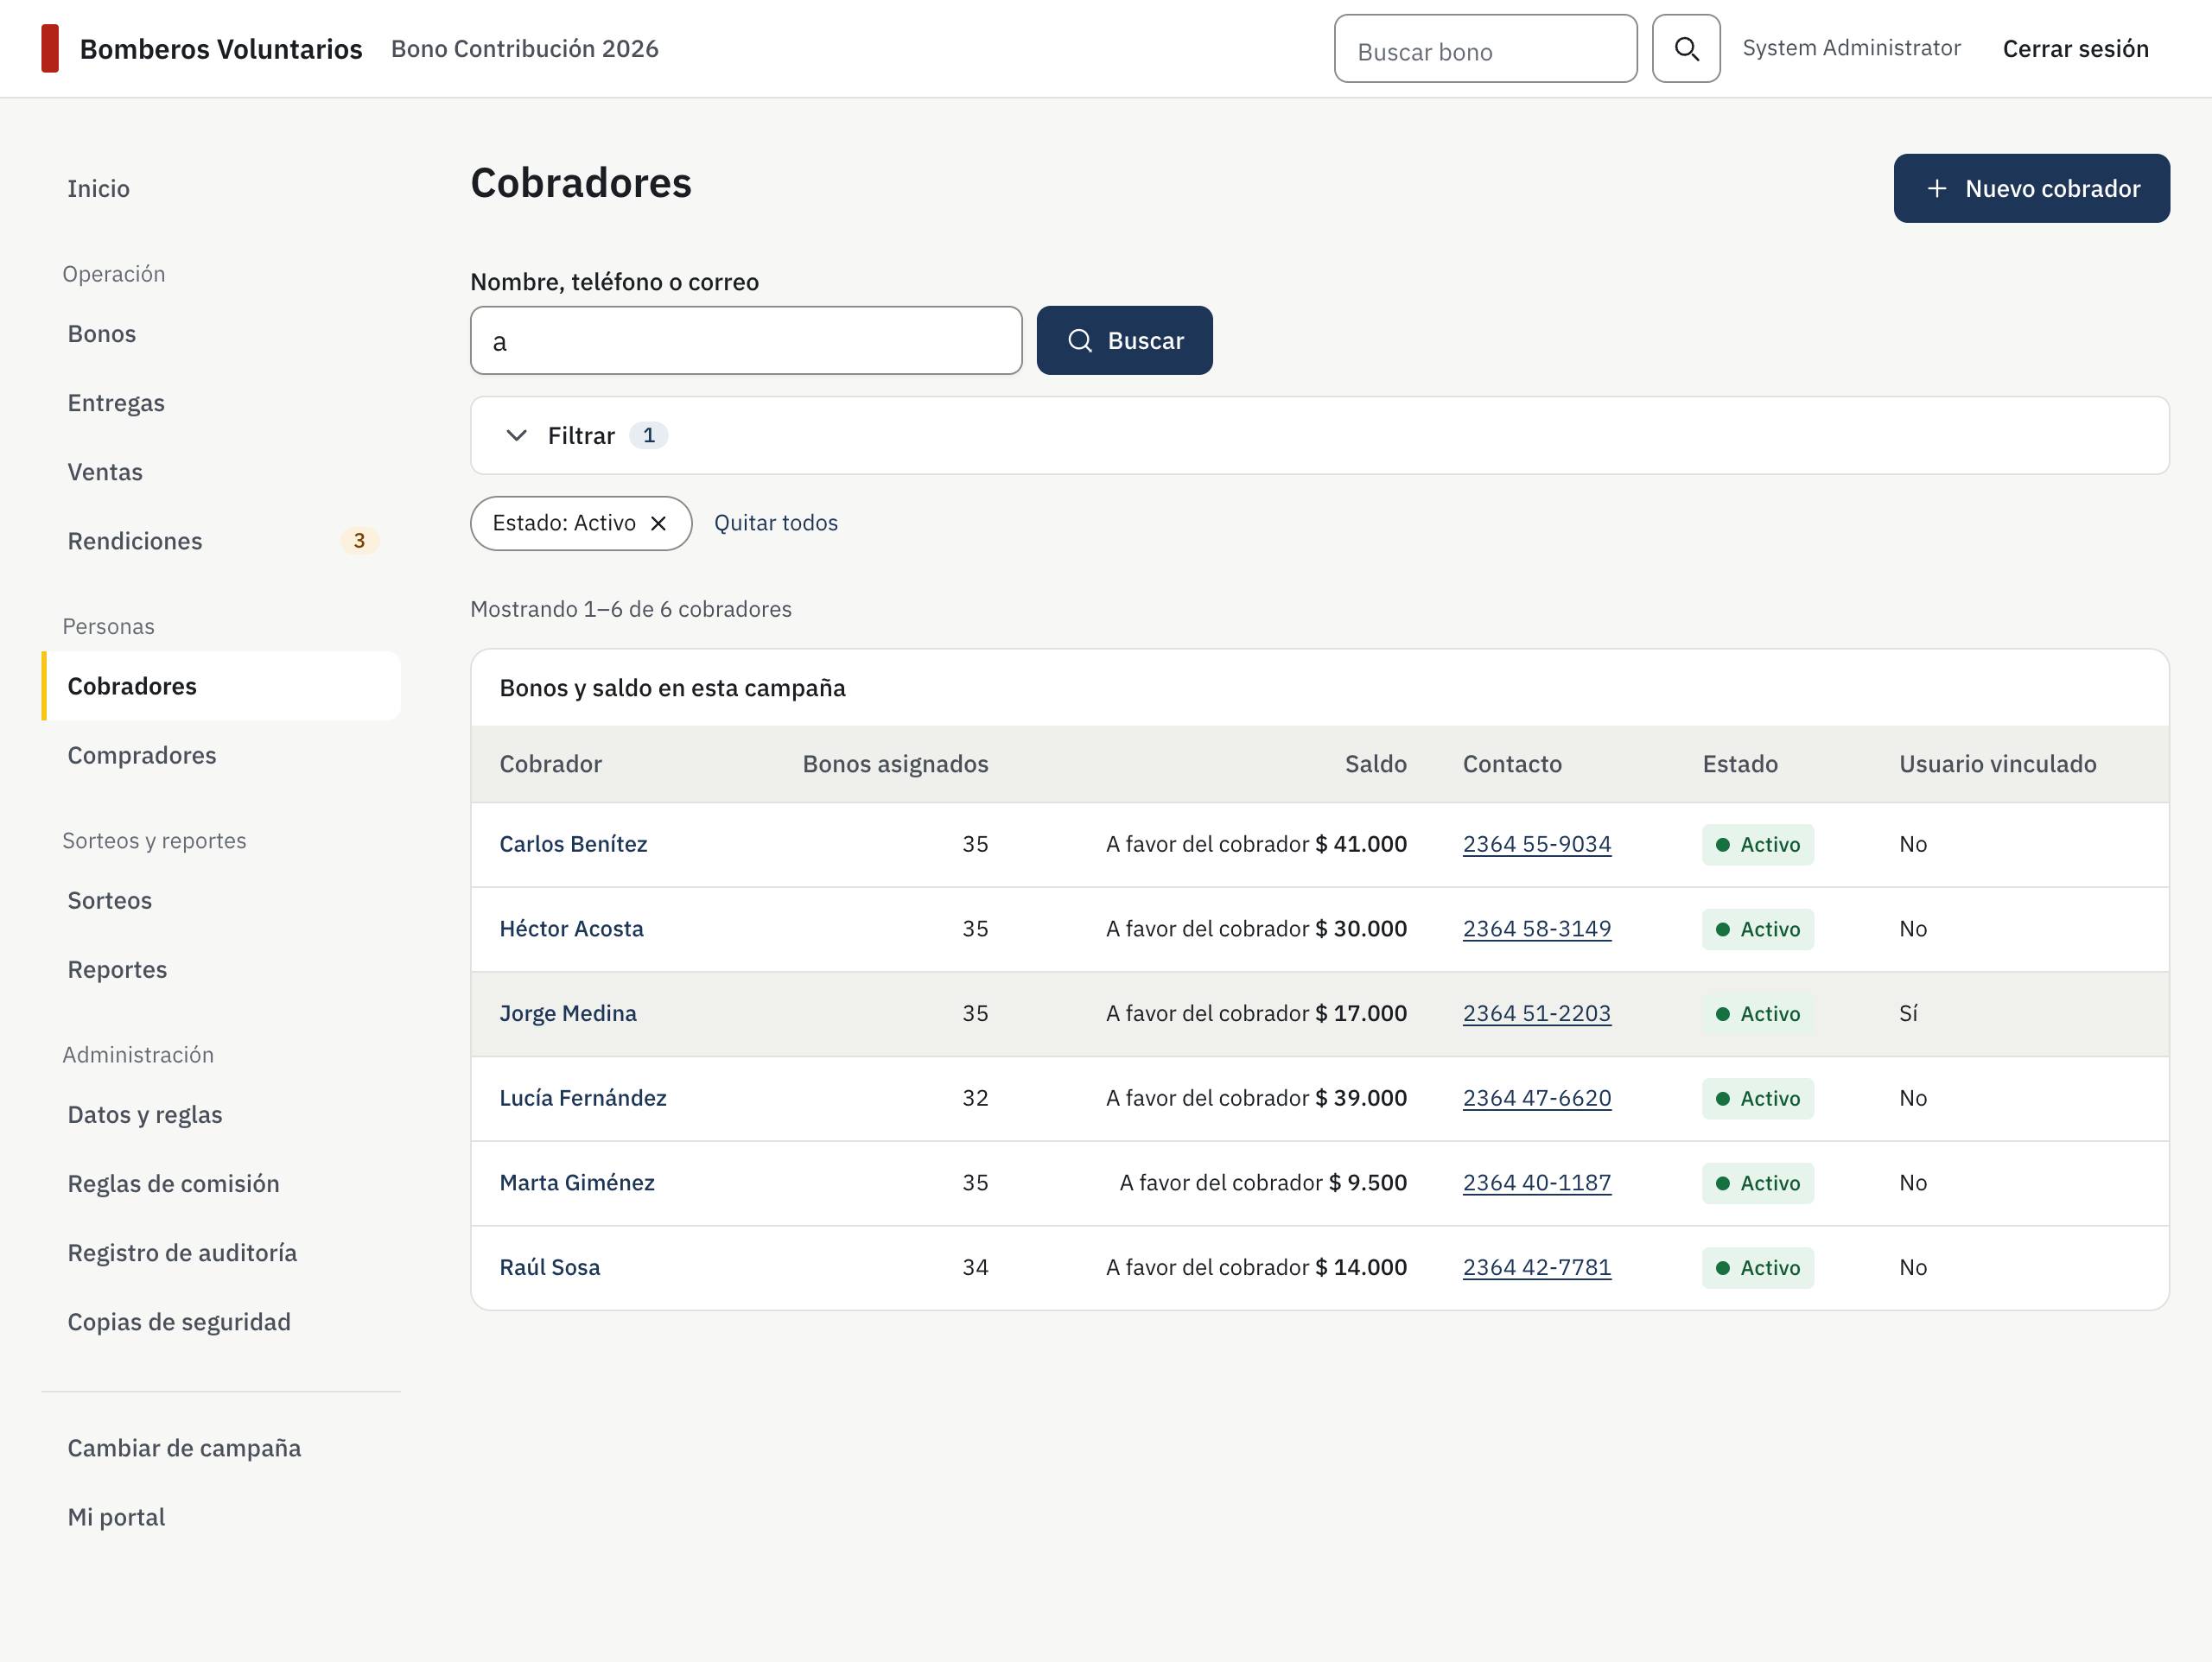 Bomberos Voluntarios Bono Contribución 2026 Buscar bono System Administrator Cerrar sesión
Inicio
Operación
Bonos
Entregas
Ventas
Rendiciones 3
Personas
Cobradores
Compradores
Sorteos y reportes
Sorteos
Reportes
Administración
Datos y reglas
Reglas de comisión
Registro de auditoría
Copias de seguridad
Cambiar de campaña
Mi portal
Cobradores
+ Nuevo cobrador
Nombre, teléfono o correo
a Buscar
Filtrar 1
Estado: Activo Quitar todos
Mostrando 1–6 de 6 cobradores
Bonos y saldo en esta campaña
Cobrador Bonos asignados Saldo Contacto Estado Usuario vinculado
Carlos Benítez 35 A favor del cobrador $ 41.000 2364 55-9034 Activo No
Héctor Acosta 35 A favor del cobrador $ 30.000 2364 58-3149 Activo No
Jorge Medina 35 A favor del cobrador $ 17.000 2364 51-2203 Activo Sí
Lucía Fernández 32 A favor del cobrador $ 39.000 2364 47-6620 Activo No
Marta Giménez 35 A favor del cobrador $ 9.500 2364 40-1187 Activo No
Raúl Sosa 34 A favor del cobrador $ 14.000 2364 42-7781 Activo No